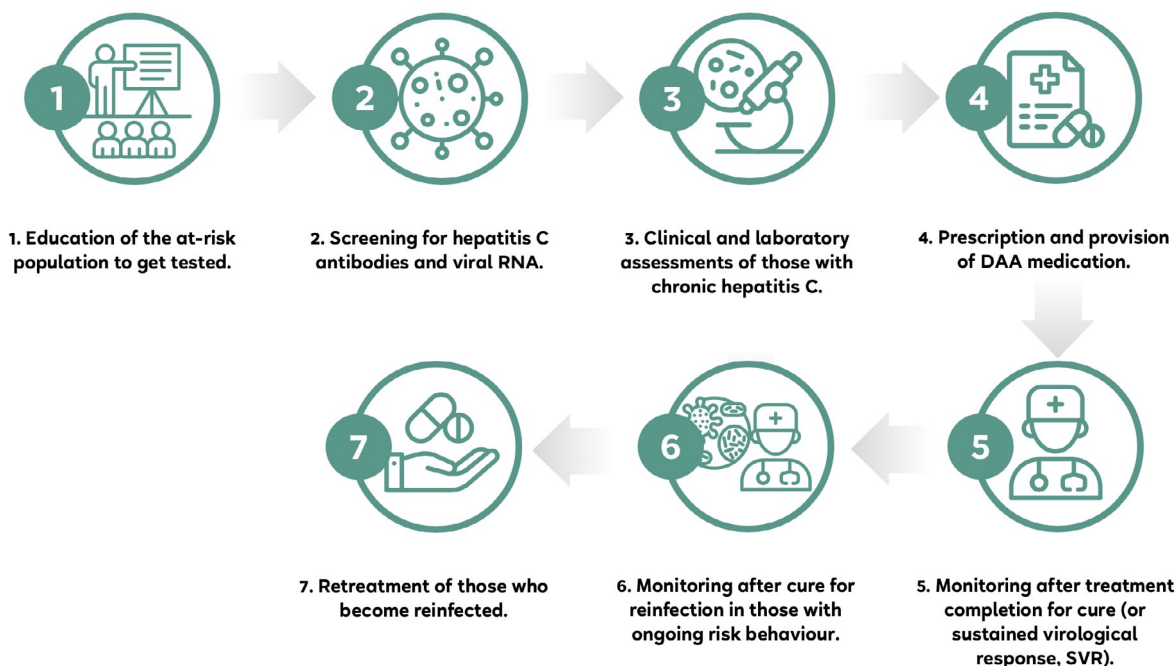 1
2
3
4
1. Education of the at-risk
population to get tested.
2. Screening for hepatitis C
antibodies and viral RNA.
3. Clinical and laboratory
assessments of those with
chronic hepatitis C.
4. Prescription and provision
of DAA medication.
5
6
7
5. Monitoring after treatment
completion for cure (or
sustained virological
response, SVR).
6. Monitoring after cure for
reinfection in those with
ongoing risk behaviour.
7. Retreatment of those who
become reinfected.